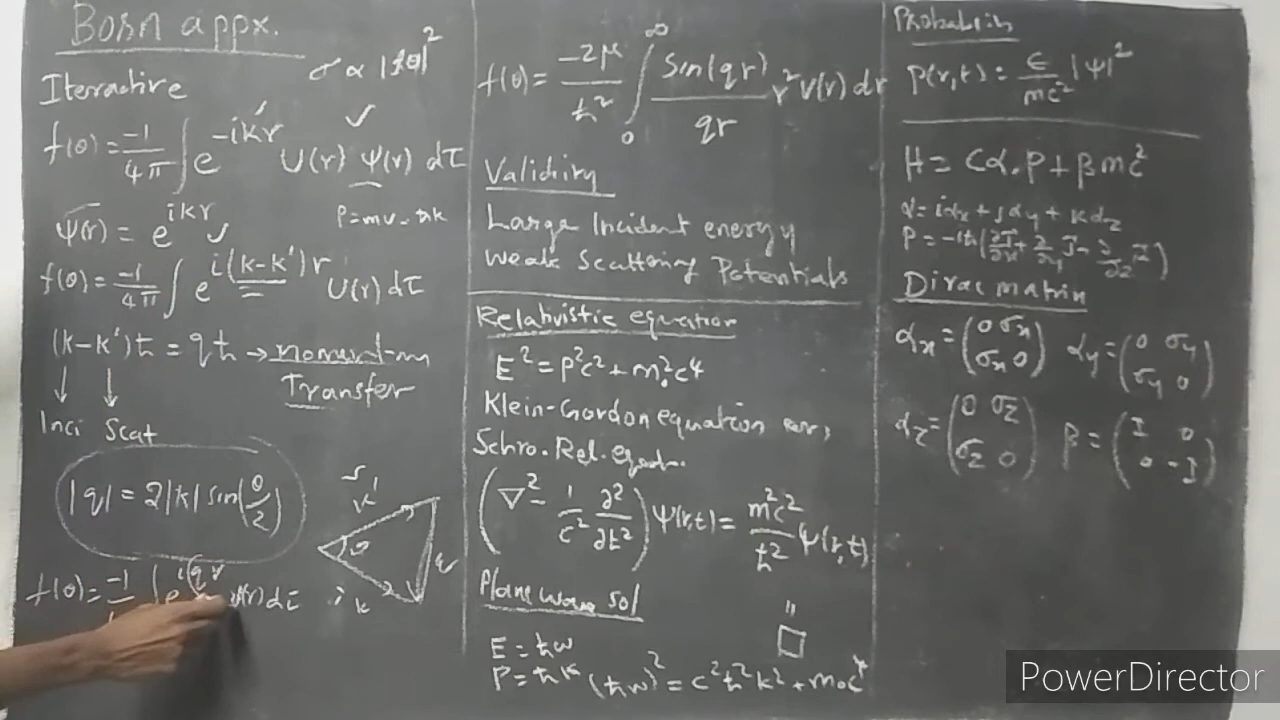 Born appx.
σ ∝ |f(θ)|²
Iteractive
f(θ) = -1/4π ∫ e^{-ik'r} U(r) ψ(r) dτ
ψ(r) = e^{ikr}
P = mv = ħk
f(θ) = -1/4π ∫ e^{i(k-k')r} U(r) dτ
(k-k')ħ = qħ → momentum
Transfer
Inci Scat
|q| = 2|k| sin(θ/2)
k'
θ
q
k
f(θ) = -1/
f(θ) = -2μ/ħ² ∫₀^∞ Sin(qr)/qr r² V(r) dr
Validity
Large Incident energy
Weak Scattering Potentials
Relativistic equation
E² = P²c² + m₀²c⁴
Klein-Gordon equation or,
Schro. Rel. eqn.
(∇² - 1/c² ∂²/∂t²) ψ(r,t) = m²c²/ħ² ψ(r,t)
Plane wave sol
E = ħω
P = ħk (ħω)² = c²ħ²k² + m₀c⁴
Probability
P(r,t) = E/mc² |ψ|²
H = Cα.P + βmc²
α = iαx + jαy + kαz
Dirac matrix
αx = (0 σx
σx 0)
αy = (0 σy
σy 0)
αz = (0 σz
σz 0)
β = (I 0
0 -I)
PowerDirector